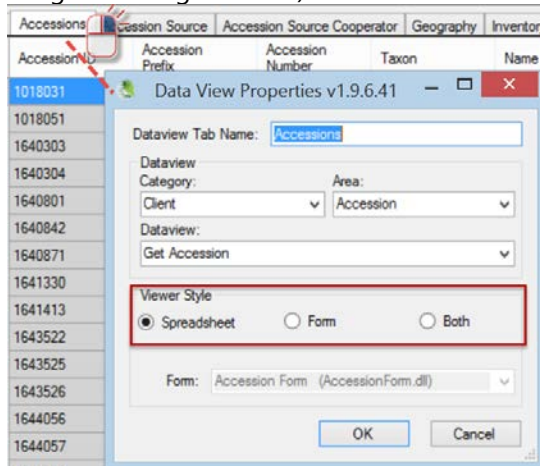 Accessions ession Source Accession Source Cooperator Geography Inventor
Accession ID Accession Prefix Accession Number Taxon Name
1018031
Data View Properties v1.9.6.41
1018051
Dataview Tab Name: Accessions
1640303
Dataview
1640304
Category: Area:
1640801
Client Accession
1640842
Dataview:
1640871
Get Accession
1641330
Viewer Style
1641413
Spreadsheet Form Both
1643522
1643525
Form: Accession Form (AccessionForm.dll)
1643526
1644056
OK Cancel
1644057